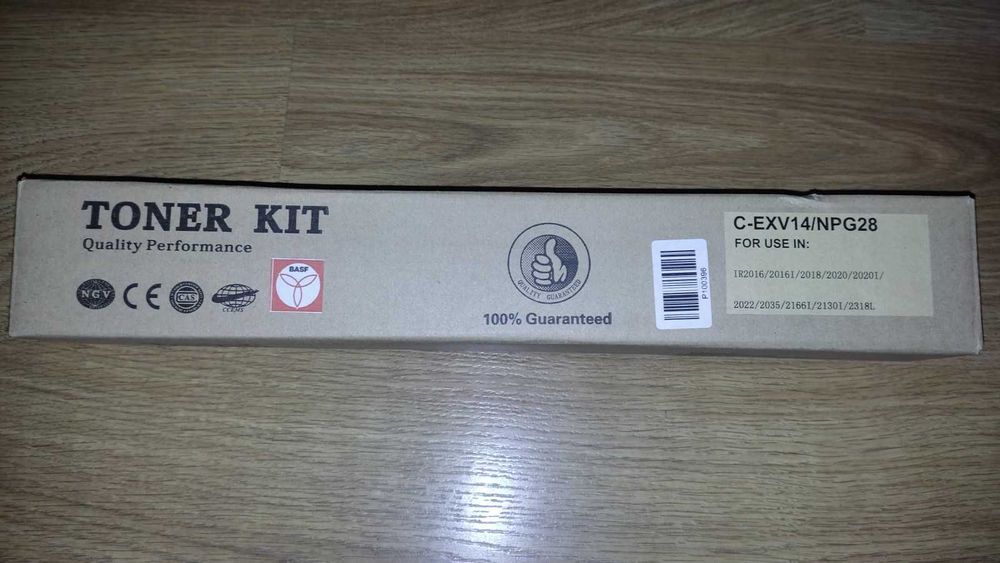 TONER KIT
Quality Performance
NGV
CE
CAS
CCEMS
BASF
QUALITY GUARANTEED
100% Guaranteed
P100396
C-EXV14/NPG28
FOR USE IN:
IR2016/2016I/2018/2020/2020I/
2022/2035/2166I/2130I/2318L